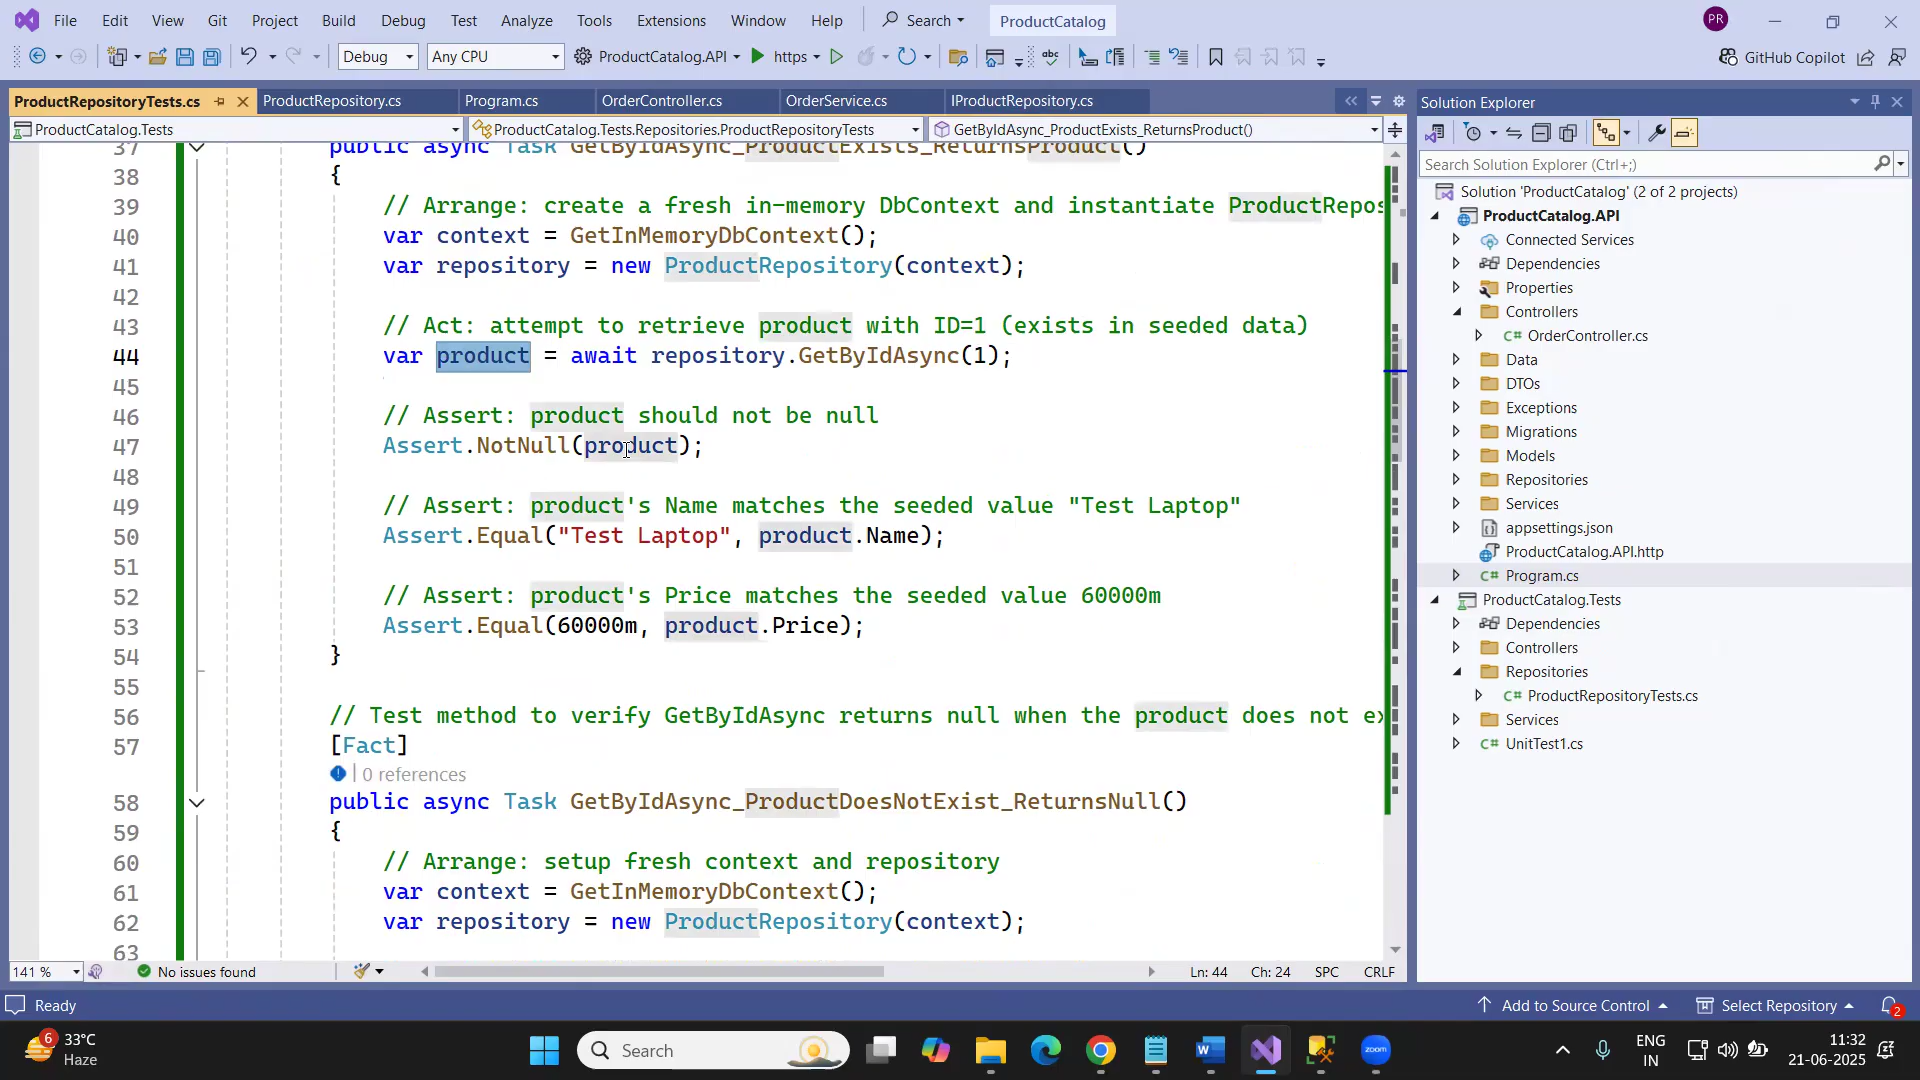 File Edit View Git Project Build Debug Test Analyze Tools Extensions Window Help Search ProductCatalog PR
Debug Any CPU ProductCatalog.API https GitHub Copilot
ProductRepositoryTests.cs ProductRepository.cs Program.cs OrderController.cs OrderService.cs IProductRepository.cs
ProductCatalog.Tests ProductCatalog.Tests.Repositories.ProductRepositoryTests GetByIdAsync_ProductExists_ReturnsProduct()
37 public async Task GetByIdAsync_ProductExists_ReturnsProduct()
38 {
39 // Arrange: create a fresh in-memory DbContext and instantiate ProductRepos
40 var context = GetInMemoryDbContext();
41 var repository = new ProductRepository(context);
42
43 // Act: attempt to retrieve product with ID=1 (exists in seeded data)
44 var product = await repository.GetByIdAsync(1);
45
46 // Assert: product should not be null
47 Assert.NotNull(product);
48
49 // Assert: product's Name matches the seeded value "Test Laptop"
50 Assert.Equal("Test Laptop", product.Name);
51
52 // Assert: product's Price matches the seeded value 60000m
53 Assert.Equal(60000m, product.Price);
54 }
55
56 // Test method to verify GetByIdAsync returns null when the product does not ex
57 [Fact]
0 references
58 public async Task GetByIdAsync_ProductDoesNotExist_ReturnsNull()
59 {
60 // Arrange: setup fresh context and repository
61 var context = GetInMemoryDbContext();
62 var repository = new ProductRepository(context);
63
141 % No issues found Ln: 44 Ch: 24 SPC CRLF
Solution Explorer
Search Solution Explorer (Ctrl+;)
Solution 'ProductCatalog' (2 of 2 projects)
ProductCatalog.API
Connected Services
Dependencies
Properties
Controllers
C# OrderController.cs
Data
DTOs
Exceptions
Migrations
Models
Repositories
Services
appsettings.json
ProductCatalog.API.http
C# Program.cs
ProductCatalog.Tests
Dependencies
Controllers
Repositories
C# ProductRepositoryTests.cs
Services
C# UnitTest1.cs
Ready Add to Source Control Select Repository 2
6 33°C
Haze
Search
zoom
ENG
IN
11:32
21-06-2025